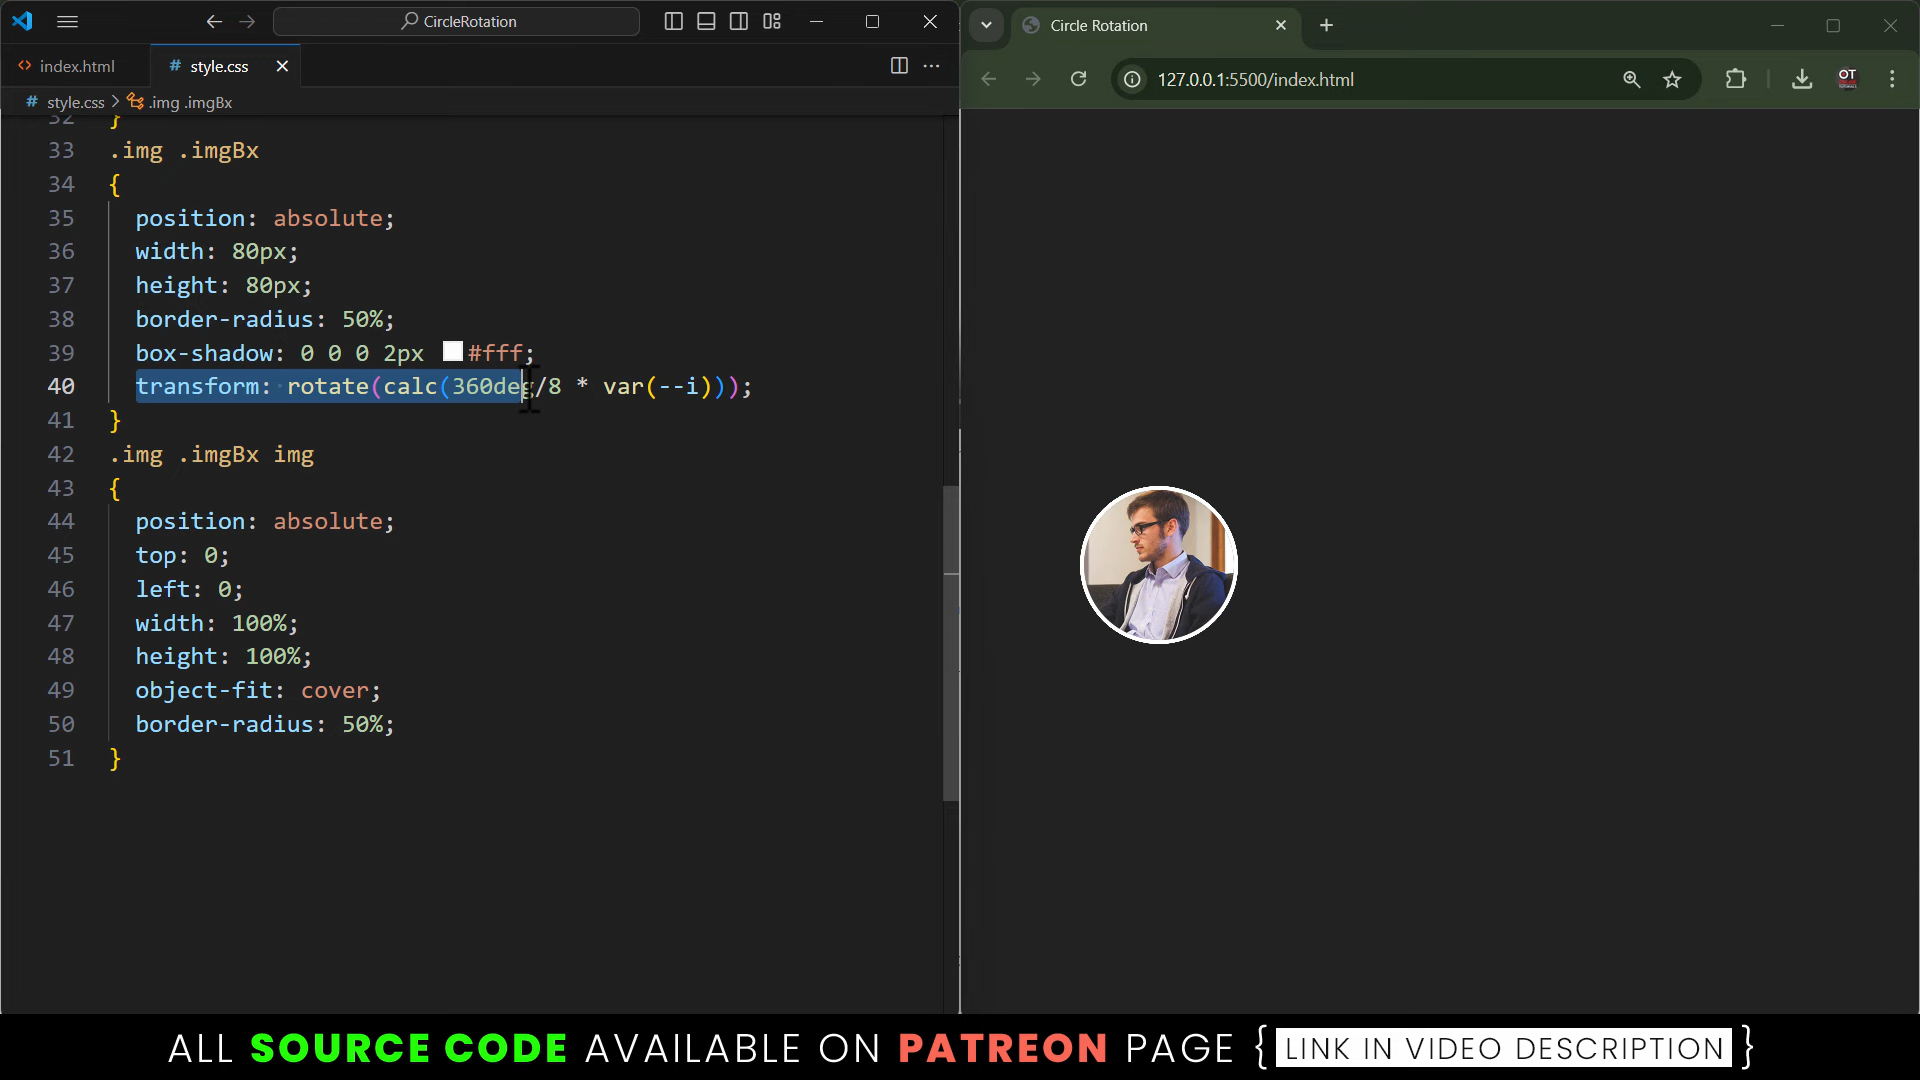 CircleRotation
index.html
style.css
style.css > .img .imgBx
32 }
33 .img .imgBx
34 {
35 position: absolute;
36 width: 80px;
37 height: 80px;
38 border-radius: 50%;
39 box-shadow: 0 0 0 2px #fff;
40 transform: rotate(calc(360deg/8 * var(--i)));
41 }
42 .img .imgBx img
43 {
44 position: absolute;
45 top: 0;
46 left: 0;
47 width: 100%;
48 height: 100%;
49 object-fit: cover;
50 border-radius: 50%;
51 }
Circle Rotation
127.0.0.1:5500/index.html
OT
ALL SOURCE CODE AVAILABLE ON PATREON PAGE { LINK IN VIDEO DESCRIPTION }